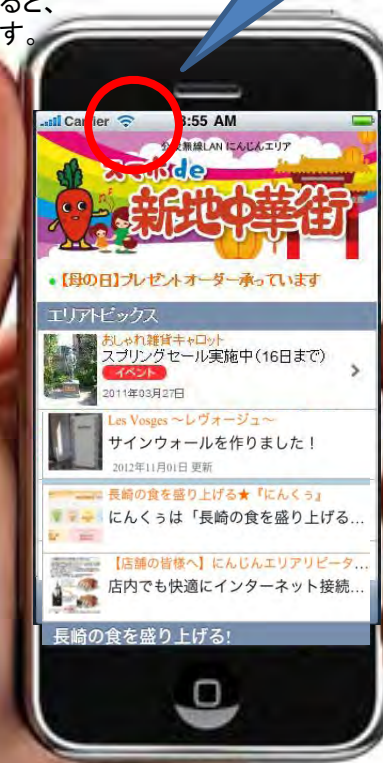 ると、
す。
Carrier
3:55 AM
公衆無線LAN にんじんエリア
スマホde
新地中華街
・【母の日】プレゼントオーダー承っています
エリアトピックス
おしゃれ雑貨キャロット
スプリングセール実施中(16日まで)
イベント
2011年03月27日
Les Vosges ～レヴォージュ～
サインウォールを作りました！
2012年11月01日 更新
長崎の食を盛り上げる★『にんくぅ』
にんくぅは「長崎の食を盛り上げる…
【店舗の皆様へ】にんじんエリアリピータ…
店内でも快適にインターネット接続…
長崎の食を盛り上げる!